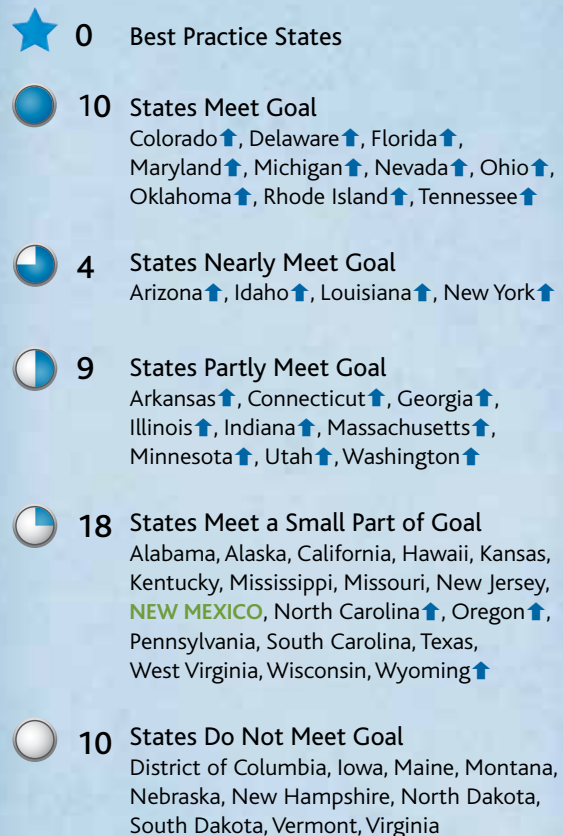 0 Best Practice States
10 States Meet Goal
Colorado⬆, Delaware⬆, Florida⬆,
Maryland⬆, Michigan⬆, Nevada⬆, Ohio⬆,
Oklahoma⬆, Rhode Island⬆, Tennessee⬆
4 States Nearly Meet Goal
Arizona⬆, Idaho⬆, Louisiana⬆, New York⬆
9 States Partly Meet Goal
Arkansas⬆, Connecticut⬆, Georgia⬆,
Illinois⬆, Indiana⬆, Massachusetts⬆,
Minnesota⬆, Utah⬆, Washington⬆
18 States Meet a Small Part of Goal
Alabama, Alaska, California, Hawaii, Kansas,
Kentucky, Mississippi, Missouri, New Jersey,
NEW MEXICO, North Carolina⬆, Oregon⬆,
Pennsylvania, South Carolina, Texas,
West Virginia, Wisconsin, Wyoming⬆
10 States Do Not Meet Goal
District of Columbia, Iowa, Maine, Montana,
Nebraska, New Hampshire, North Dakota,
South Dakota, Vermont, Virginia